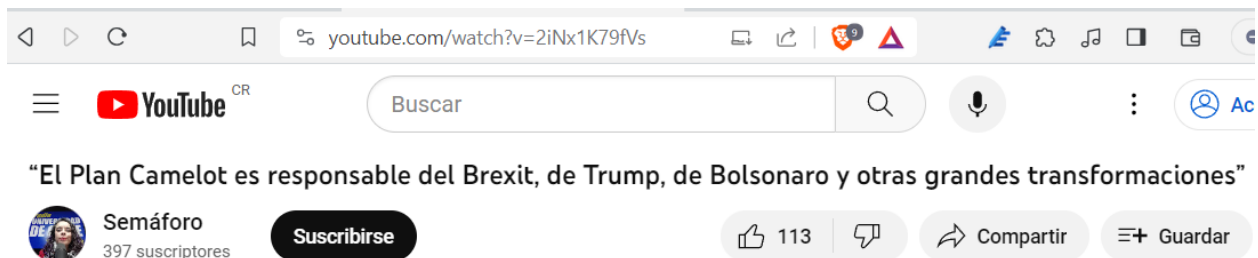 youtube.com/watch?v=2iNx1K79fVs
9
YouTube CR
Buscar
Ac
“El Plan Camelot es responsable del Brexit, de Trump, de Bolsonaro y otras grandes transformaciones”
Semáforo
397 suscriptores
Suscribirse
113
Compartir
Guardar